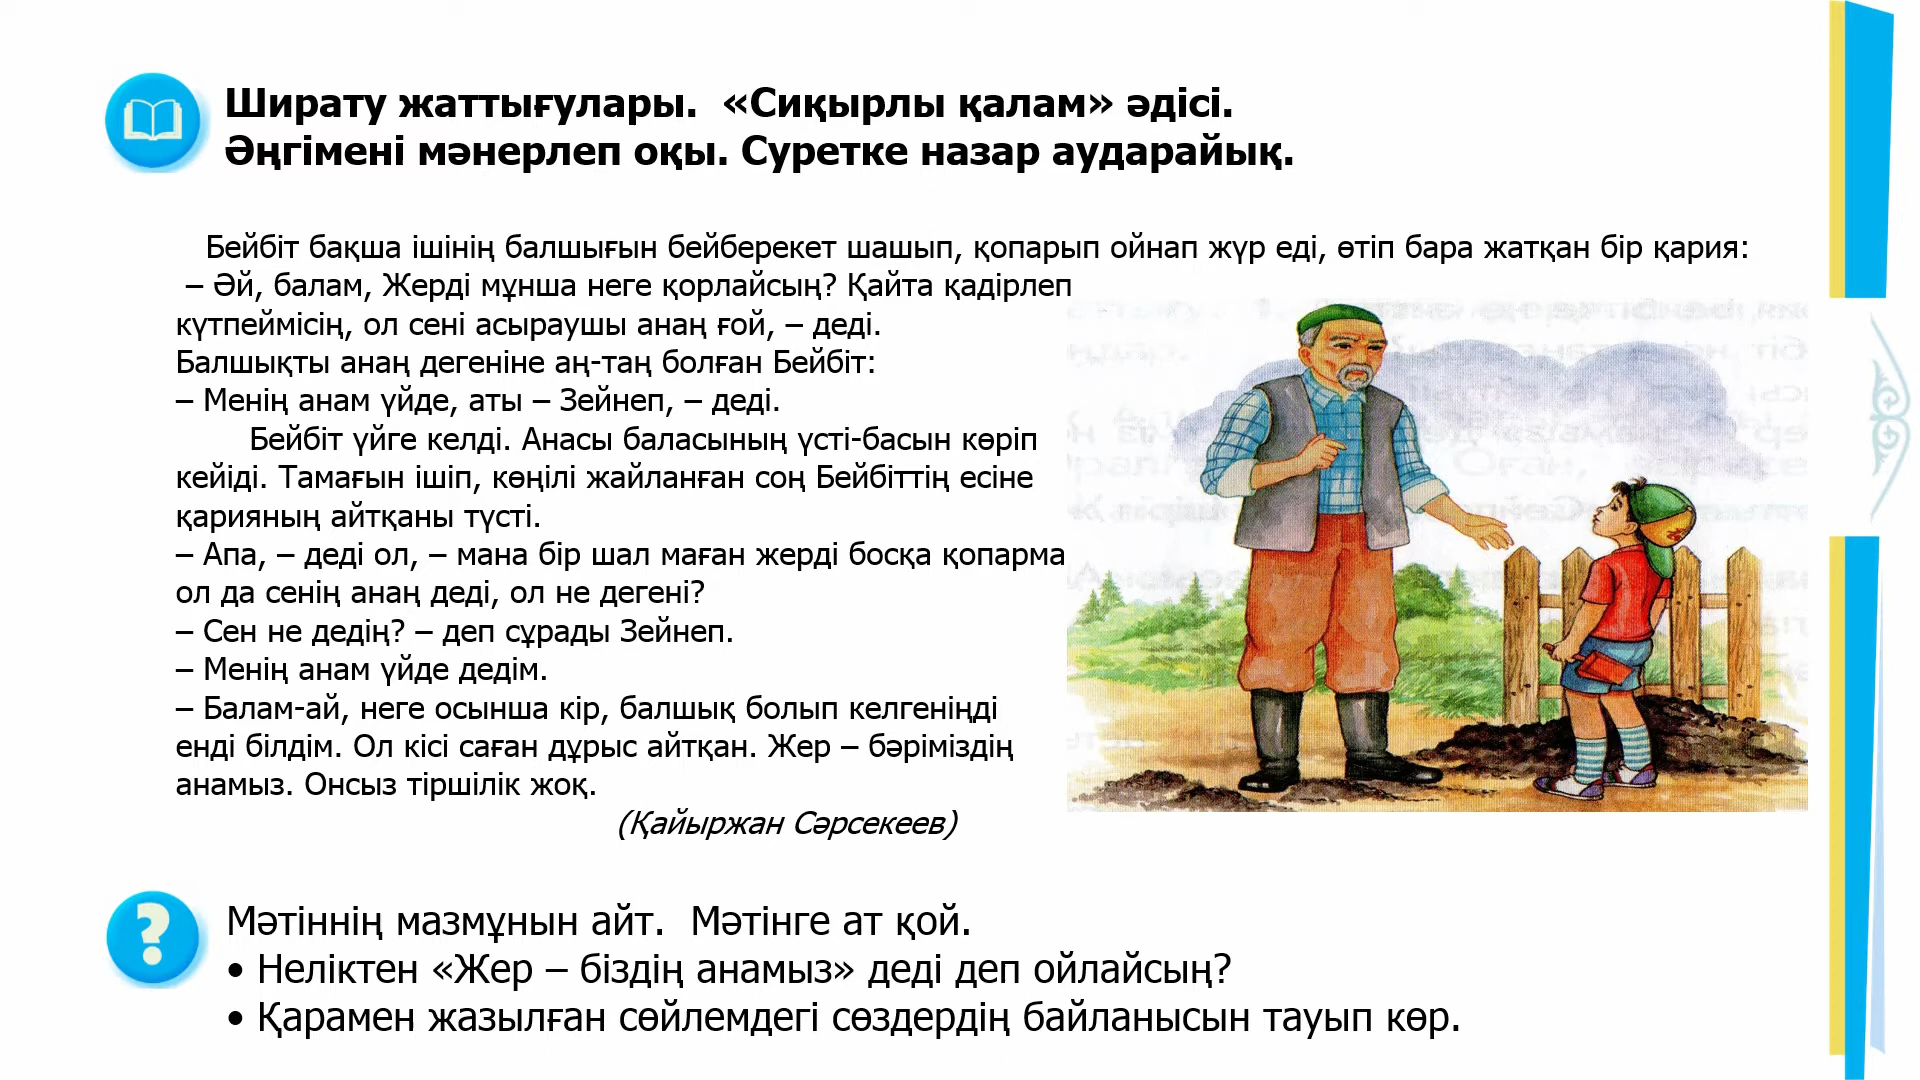 Ширату жаттығулары.  «Сиқырлы қалам» әдісі.
Әңгімені мәнерлеп оқы. Суретке назар аударайық.
Бейбіт бақша ішінің балшығын бейберекет шашып, қопарып ойнап жүр еді, өтіп бара жатқан бір қария:
– Әй, балам, Жерді мұнша неге қорлайсың? Қайта қадірлеп
күтпеймісің, ол сені асыраушы анаң ғой, – деді.
Балшықты анаң дегеніне аң-таң болған Бейбіт:
– Менің анам үйде, аты – Зейнеп, – деді.
Бейбіт үйге келді. Анасы баласының үсті-басын көріп
кейіді. Тамағын ішіп, көңілі жайланған соң Бейбіттің есіне
қарияның айтқаны түсті.
– Апа, – деді ол, – мана бір шал маған жерді босқа қопарма
ол да сенің анаң деді, ол не дегені?
– Сен не дедің? – деп сұрады Зейнеп.
– Менің анам үйде дедім.
– Балам-ай, неге осынша кір, балшық болып келгеніңді
енді білдім. Ол кісі саған дұрыс айтқан. Жер – бәріміздің
анамыз. Онсыз тіршілік жоқ.
(Қайыржан Сәрсекеев)
Мәтіннің мазмұнын айт.  Мәтінге ат қой.
• Неліктен «Жер – біздің анамыз» деді деп ойлайсың?
• Қарамен жазылған сөйлемдегі сөздердің байланысын тауып көр.